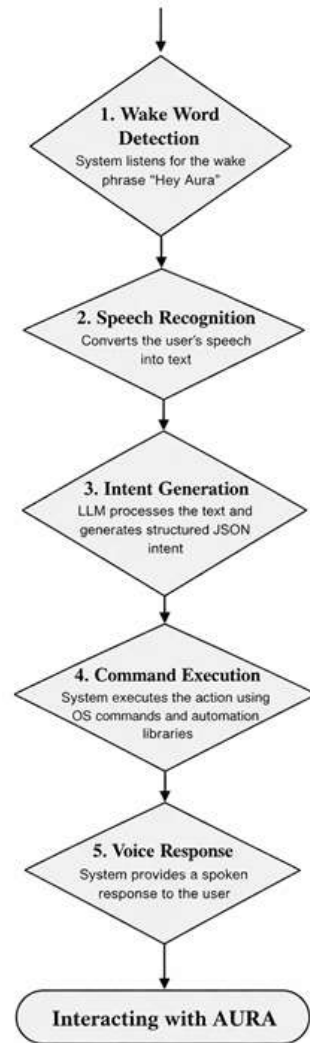 1. Wake Word
Detection
System listens for the wake
phrase “Hey Aura”
2. Speech Recognition
Converts the user’s speech
into text
3. Intent Generation
LLM processes the text and
generates structured JSON
intent
4. Command Execution
System executes the action using
OS commands and automation
libraries
5. Voice Response
System provides a spoken
response to the user
Interacting with AURA